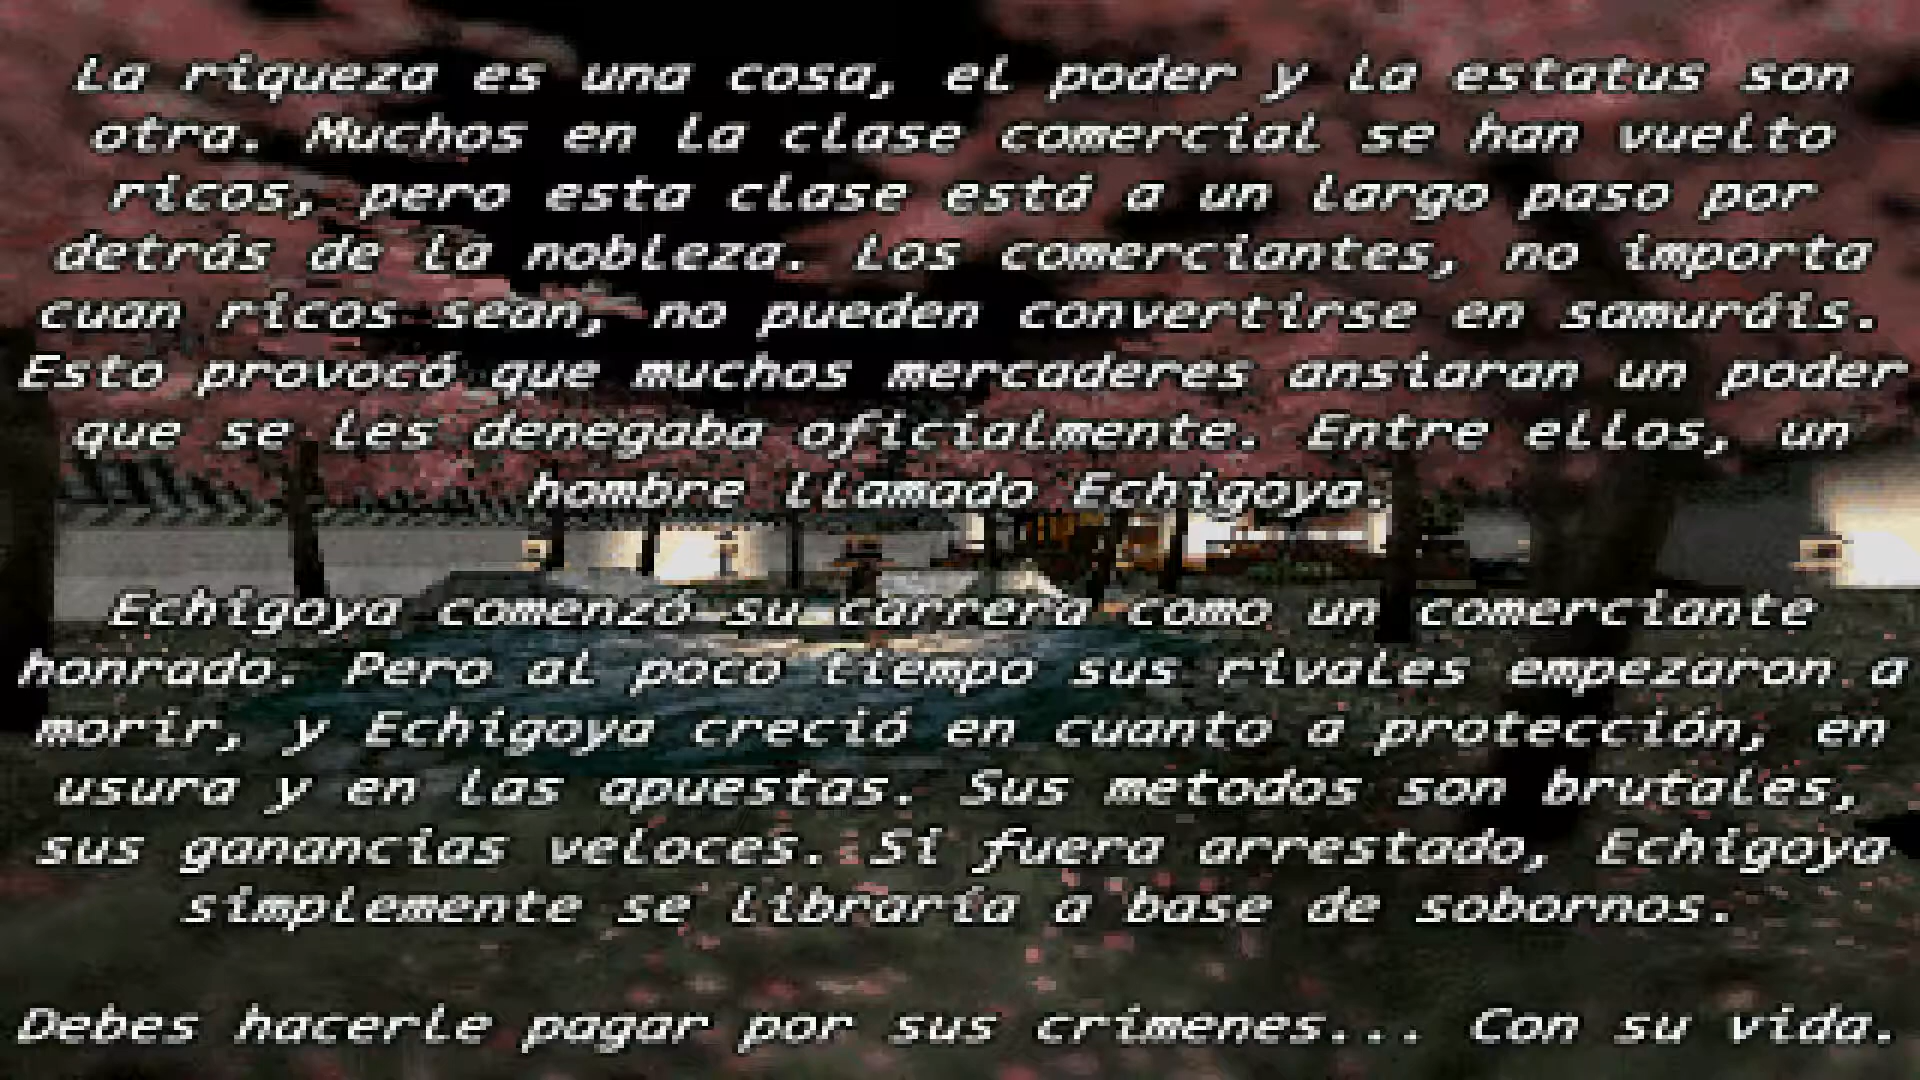 La riqueza es una cosa, el poder y la estatus son
otra. Muchos en la clase comercial se han vuelto
ricos, pero esta clase está a un largo paso por
detrás de la nobleza. Los comerciantes, no importa
cuan ricos sean, no pueden convertirse en samuráis.
Esto provocó que muchos mercaderes ansiaran un poder
que se les denegaba oficialmente. Entre ellos, un
hombre llamado Echigoya.
Echigoya comenzó su carrera como un comerciante
honrado. Pero al poco tiempo sus rivales empezaron a
morir, y Echigoya creció en cuanto a protección, en
usura y en las apuestas. Sus metodos son brutales,
sus ganancias veloces. Si fuera arrestado, Echigoya
simplemente se libraría a base de sobornos.
Debes hacerle pagar por sus crímenes... Con su vida.